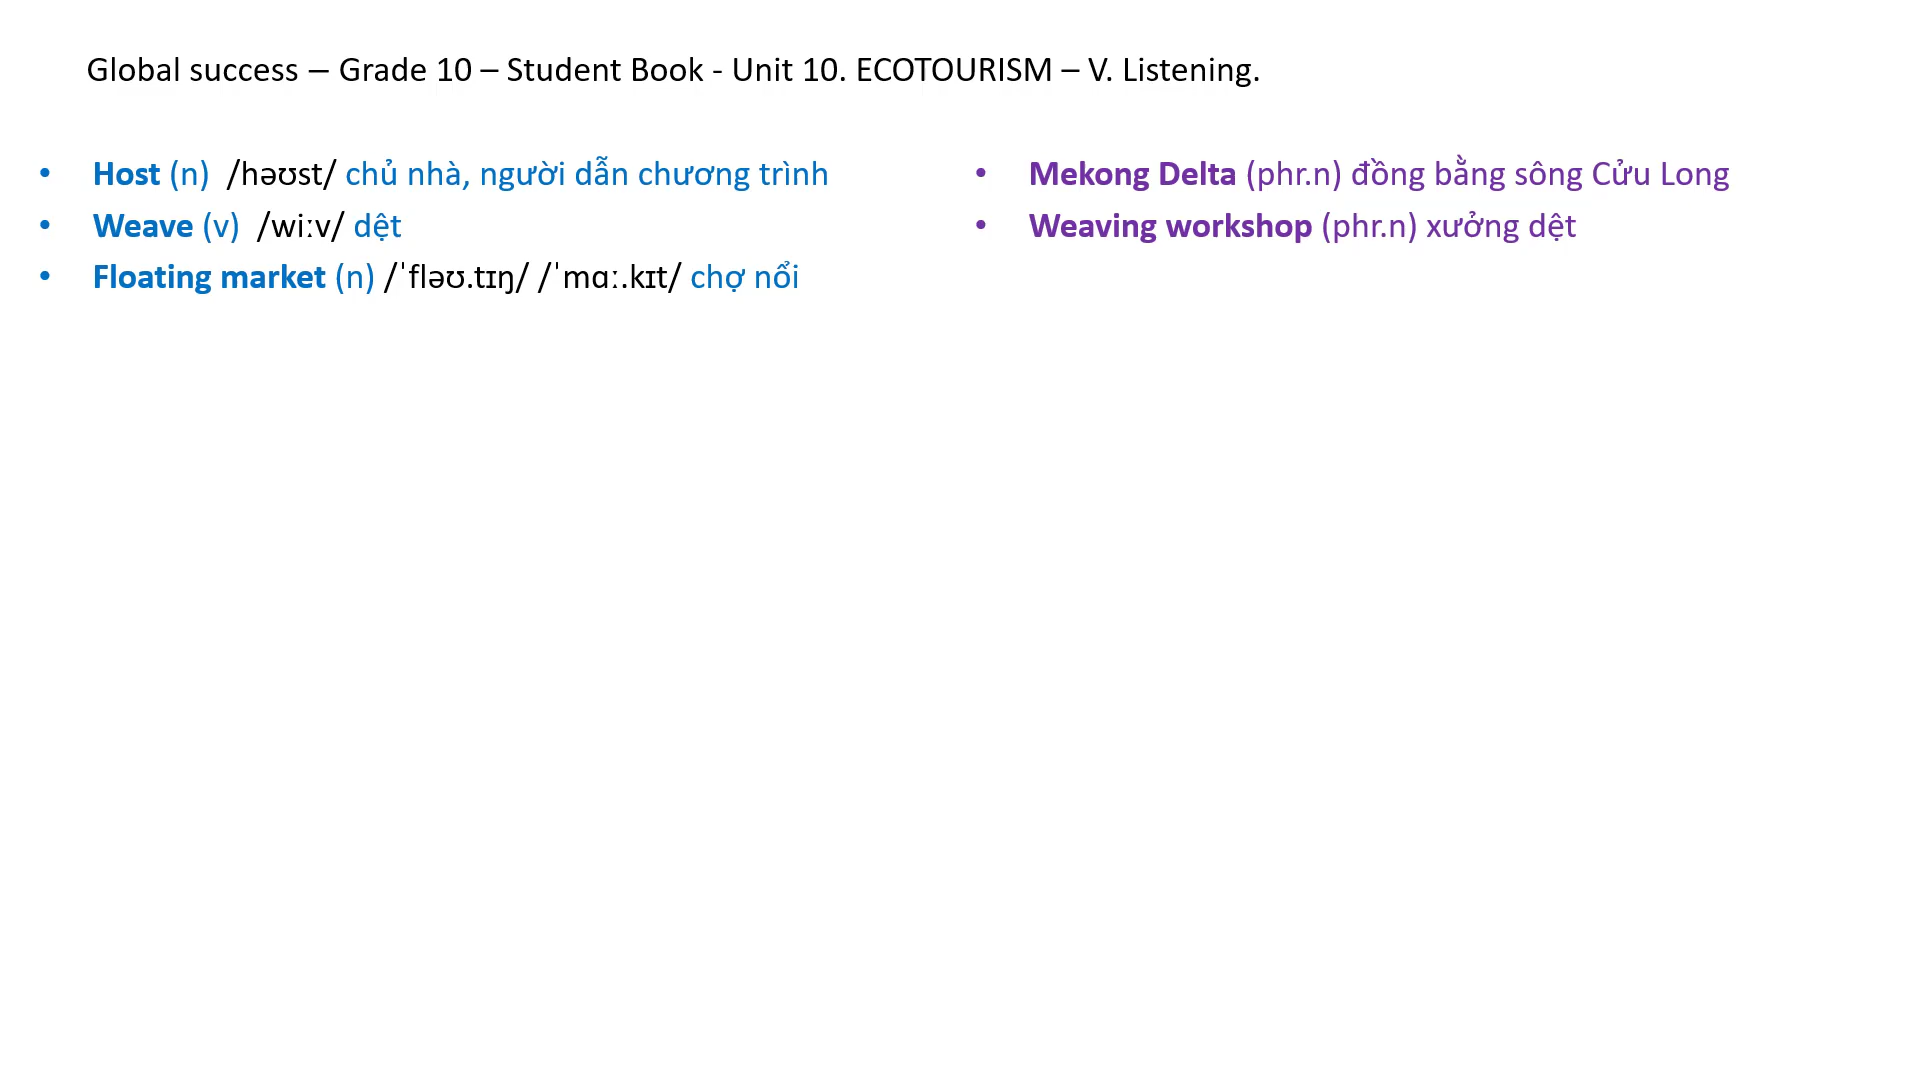 Global success – Grade 10 – Student Book - Unit 10. ECOTOURISM – V. Listening.
• Host (n) /həʊst/ chủ nhà, người dẫn chương trình
• Weave (v) /wiːv/ dệt
• Floating market (n) /ˈfləʊ.tɪŋ/ /ˈmɑː.kɪt/ chợ nổi
• Mekong Delta (phr.n) đồng bằng sông Cửu Long
• Weaving workshop (phr.n) xưởng dệt